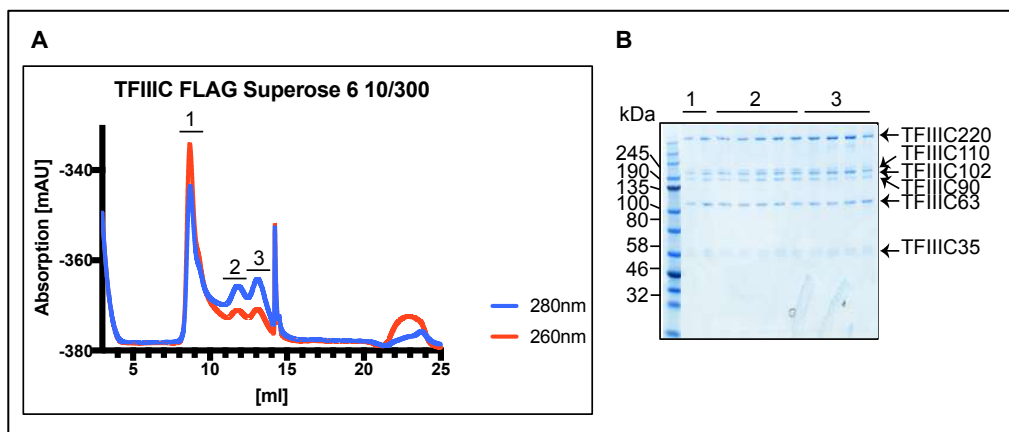 A
TFIIIC FLAG Superose 6 10/300
Absorption [mAU]
-340
-360
-380
1
2
3
5
10
15
20
25
[ml]
280nm
260nm
B
kDa
1
2
3
245
190
135
100
80
58
46
32
TFIIIC220
TFIIIC110
TFIIIC102
TFIIIC90
TFIIIC63
TFIIIC35